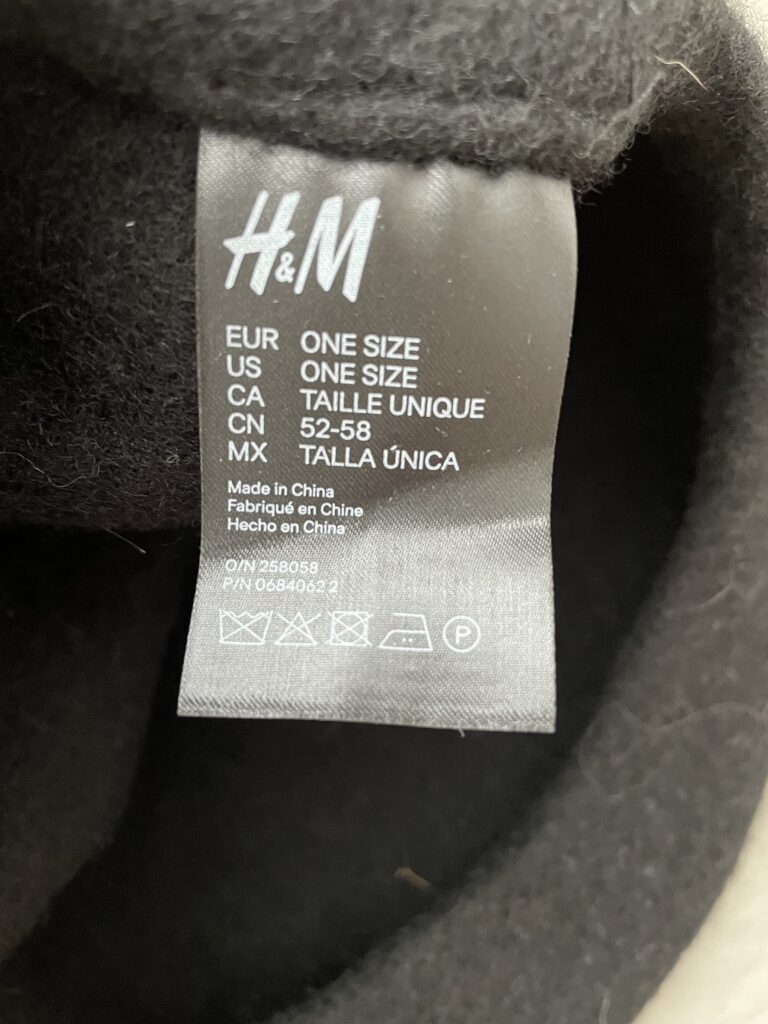 H&M
EUR ONE SIZE
US ONE SIZE
CA TAILLE UNIQUE
CN 52-58
MX TALLA ÚNICA
Made in China
Fabriqué en Chine
Hecho en China
O/N 258058
P/N 0684062 2
P